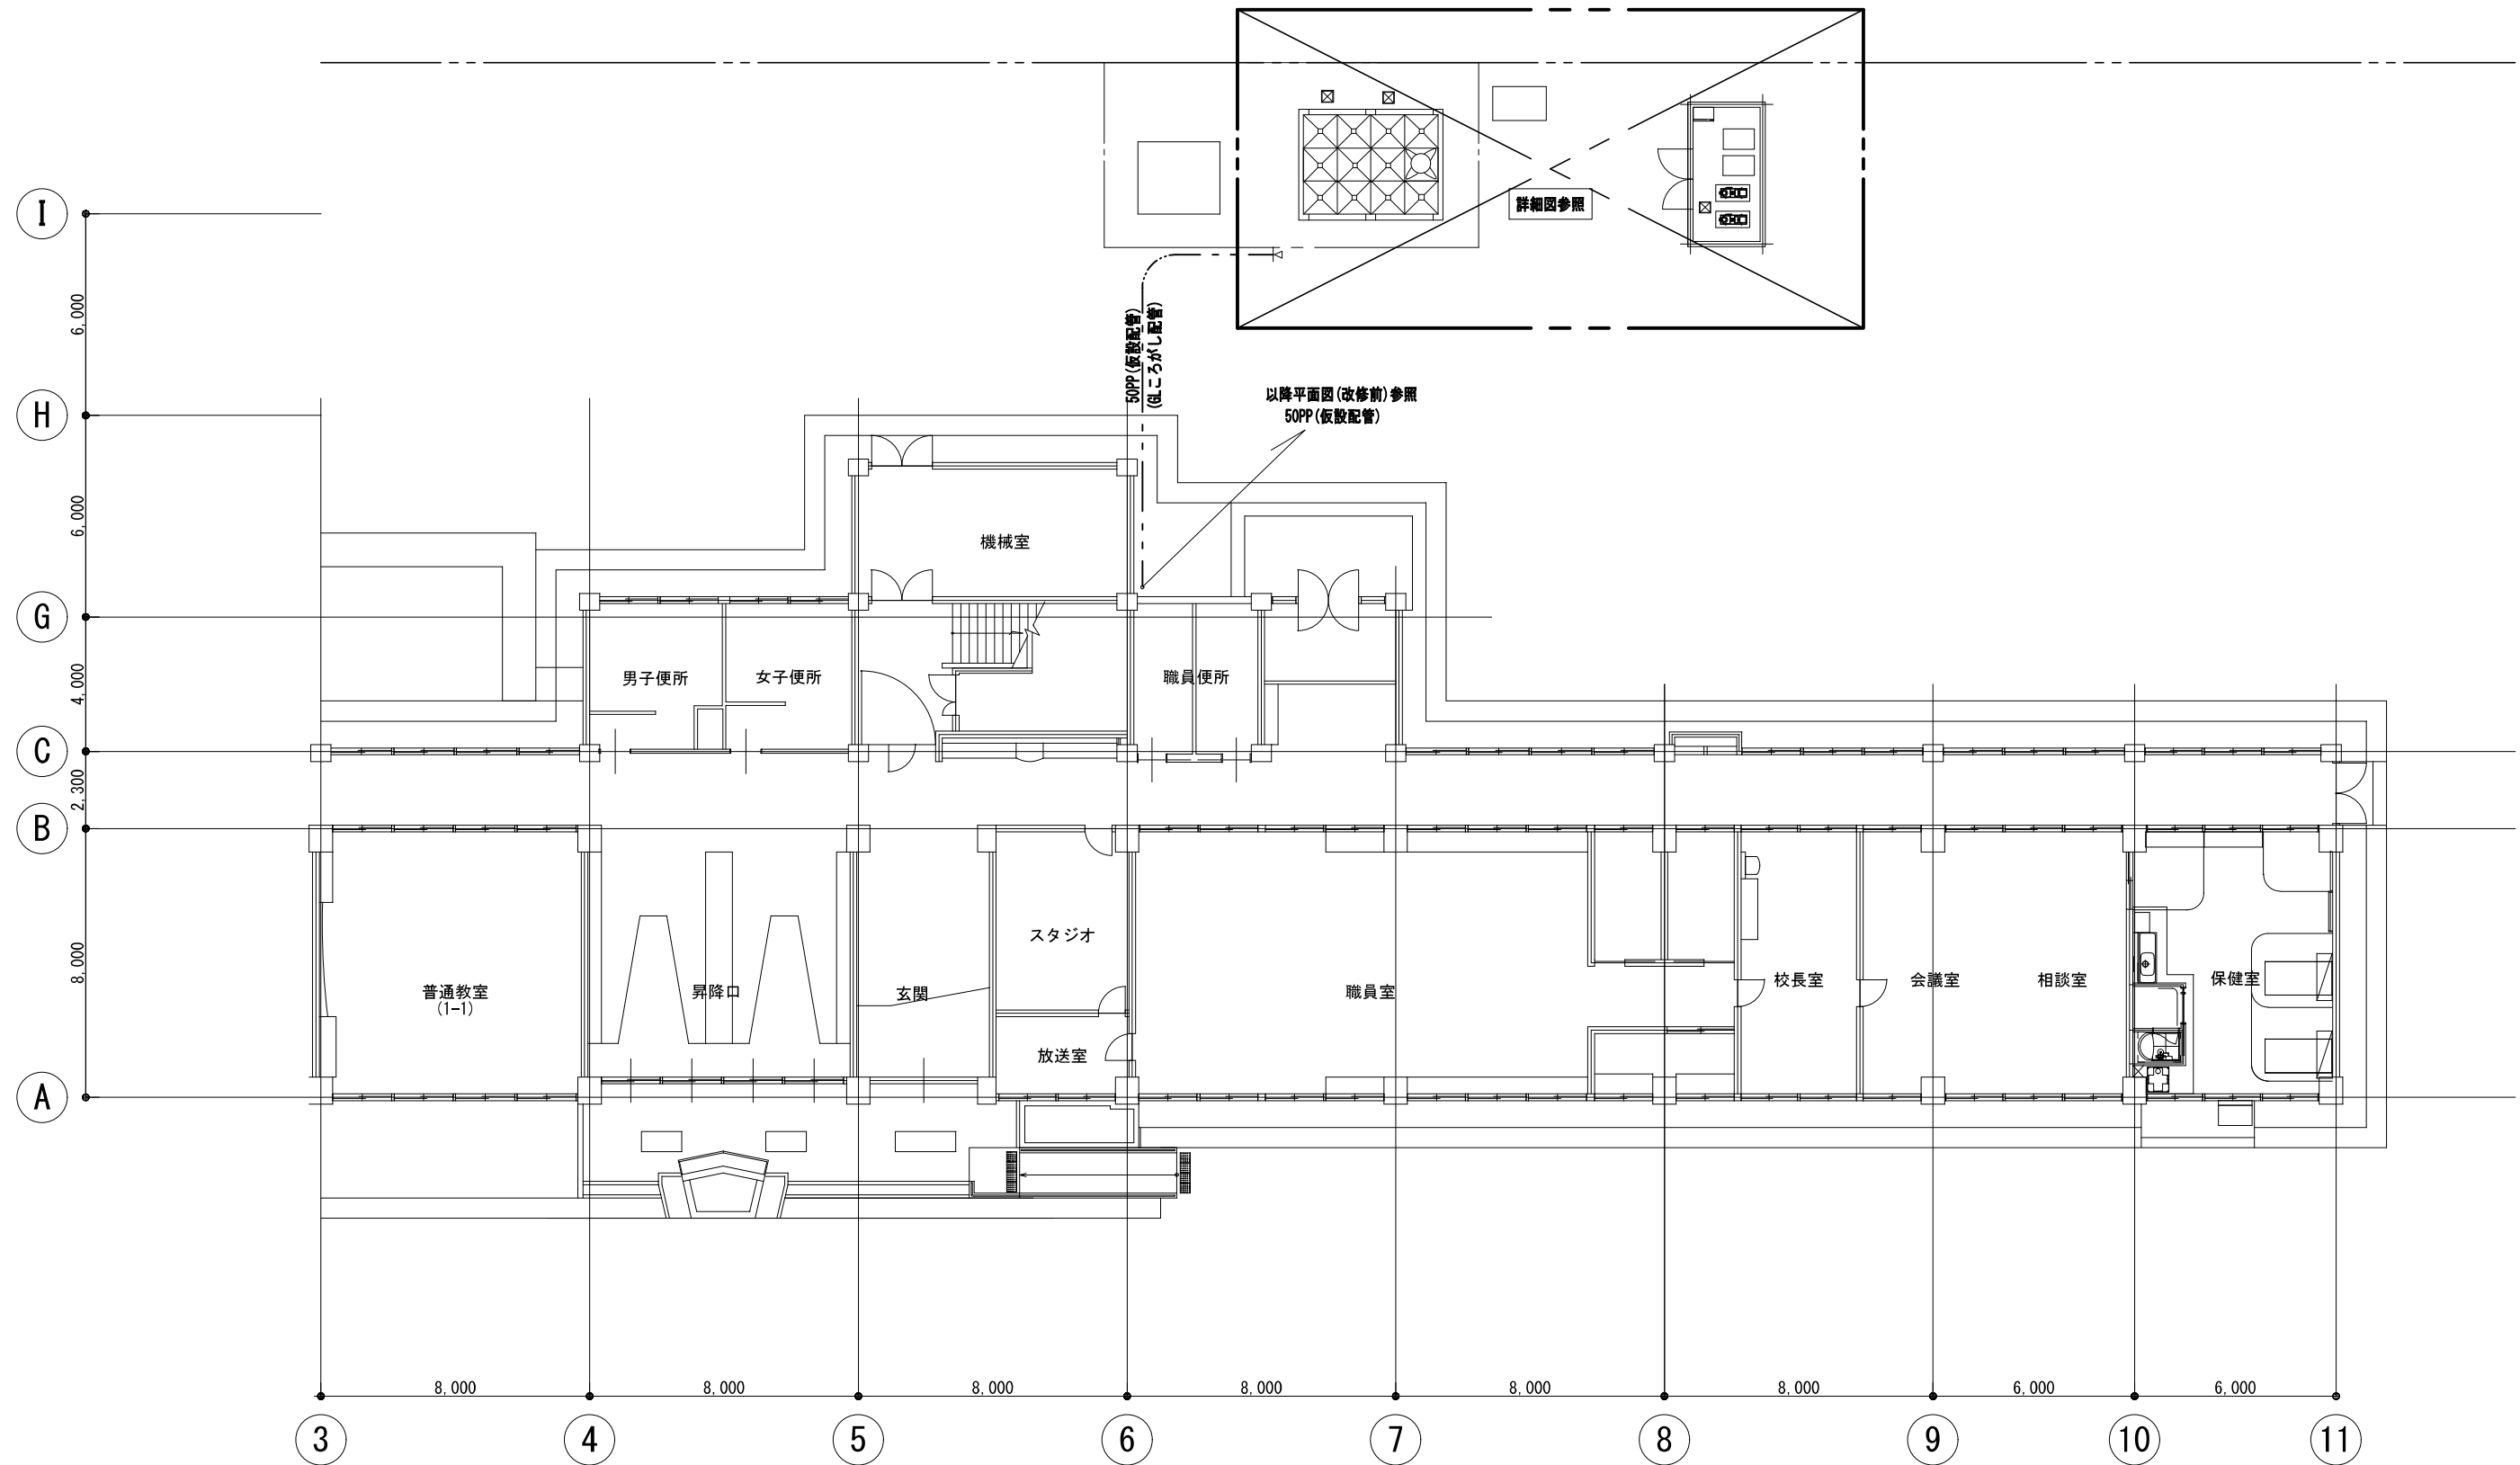 I
H
G
C
B
A
6,000
6,000
4,000
2,300
8,000
詳細図参照
50PP(仮設配管)
(GLころがし配管)
以降平面図(改修前)参照
50PP(仮設配管)
機械室
男子便所
女子便所
職員便所
普通教室
(1-1)
昇降口
玄関
スタジオ
放送室
職員室
校長室
会議室
相談室
保健室
8,000
8,000
8,000
8,000
8,000
8,000
6,000
6,000
3
4
5
6
7
8
9
10
11